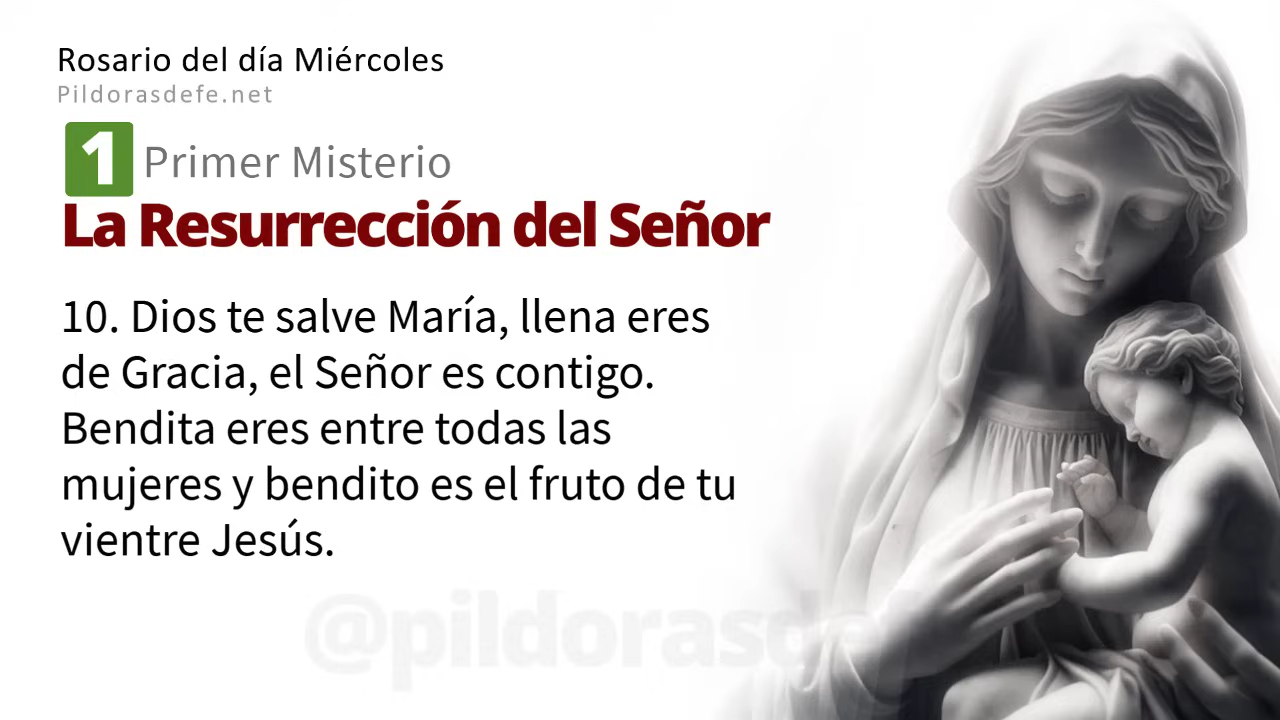 Rosario del día Miércoles
Pildorasdefe.net
1 Primer Misterio
La Resurrección del Señor
10. Dios te salve María, llena eres
de Gracia, el Señor es contigo.
Bendita eres entre todas las
mujeres y bendito es el fruto de tu
vientre Jesús.
@pildorasdef